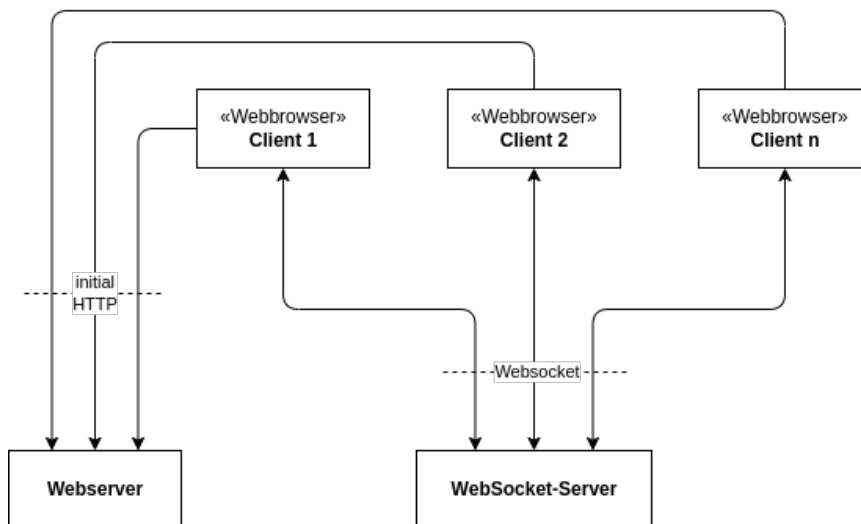 «Webbrowser»
Client 1
«Webbrowser»
Client 2
«Webbrowser»
Client n
initial
HTTP
Websocket
Webserver
WebSocket-Server